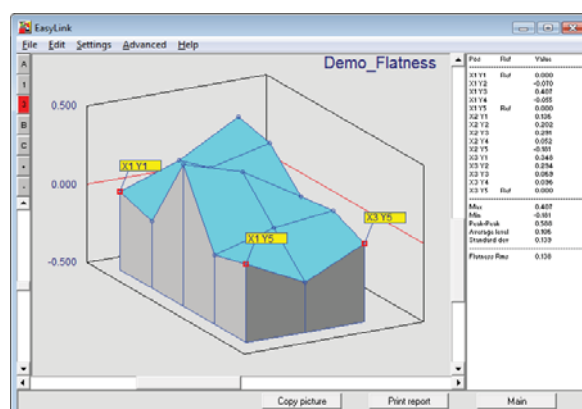 EasyLink
File Edit Settings Advanced Help
A
1
3
B
C
+
-
Demo_Flatness
0.500
0.000
-0.500
X1 Y1
X1 Y5
X3 Y5
Pos Ref Value
X1 Y1 Ref 0.000
X1 Y2 -0.070
X1 Y3 0.407
X1 Y4 -0.055
X1 Y5 Ref 0.000
X2 Y1 0.136
X2 Y2 0.202
X2 Y3 0.291
X2 Y4 0.052
X2 Y5 -0.181
X3 Y1 0.348
X3 Y2 0.294
X3 Y3 0.059
X3 Y4 0.096
X3 Y5 Ref 0.000
Max 0.407
Min -0.181
Peak-Peak 0.588
Average level 0.106
Standard dev 0.139
Flatness Rms 0.138
Copy picture Print report Main